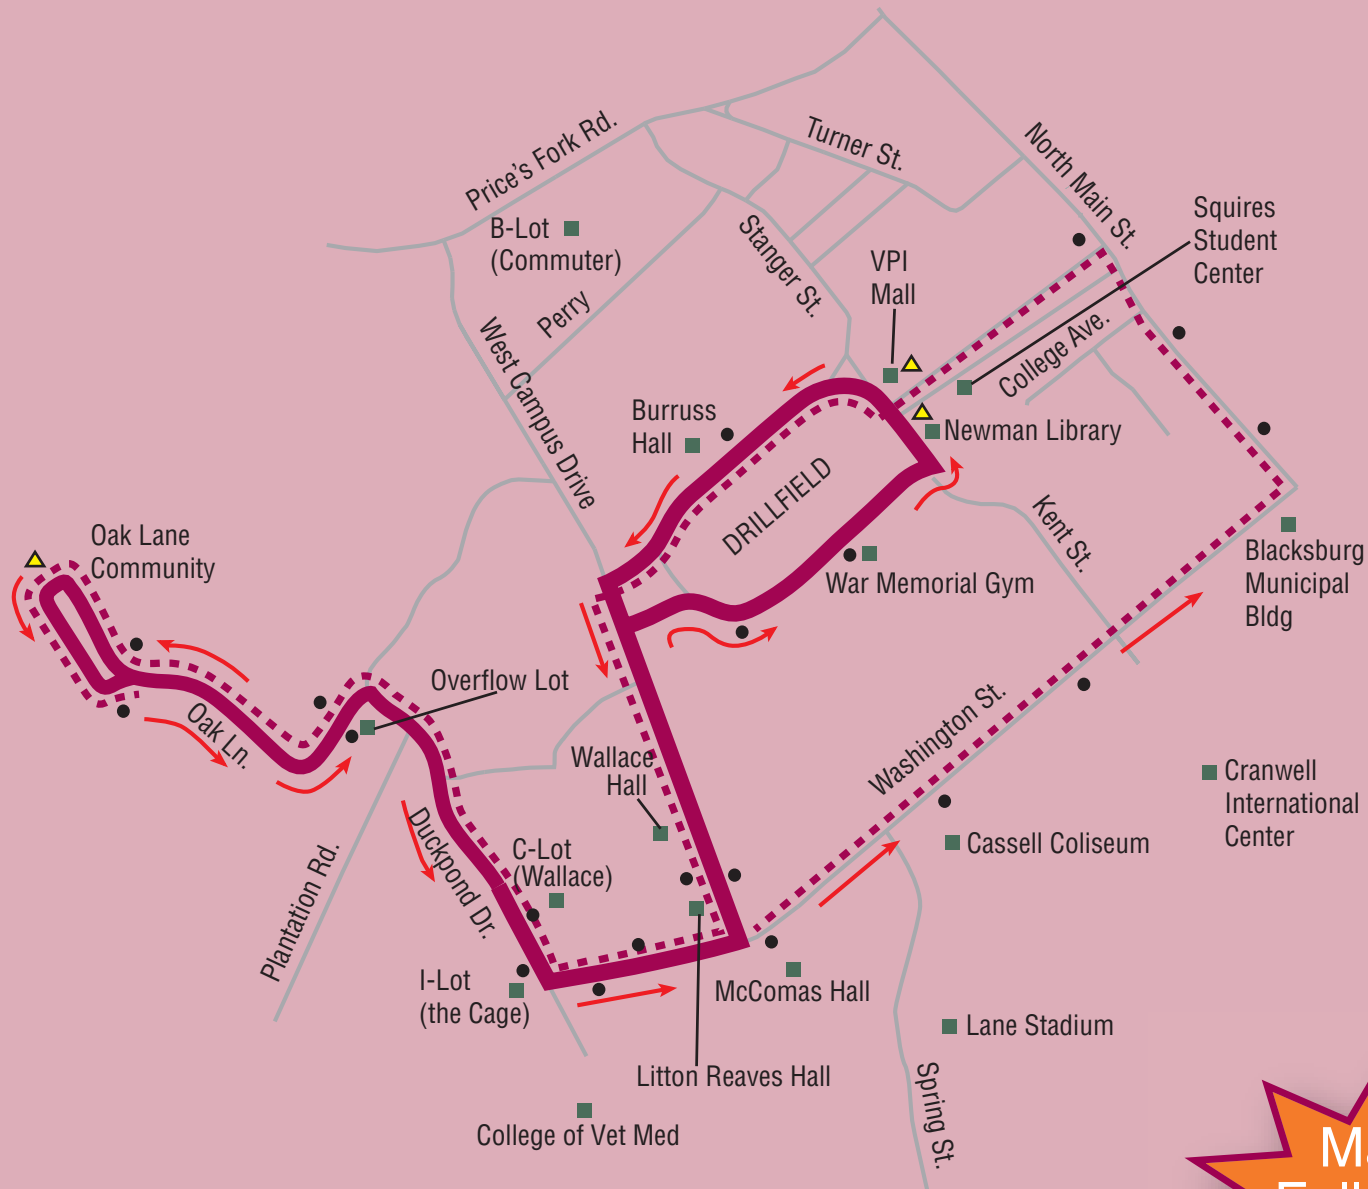 Price's Fork Rd.
Turner St.
North Main St.
Squires
Student
Center
B-Lot
(Commuter)
Stanger St.
VPI
Mall
Perry
West Campus Drive
College Ave.
Burruss
Hall
Newman Library
DRILLFIELD
Kent St.
Oak Lane
Community
War Memorial Gym
Blacksburg
Municipal
Bldg
Overflow Lot
Oak Ln.
Washington St.
Wallace
Hall
Cranwell
International
Center
Duckpond Dr.
C-Lot
(Wallace)
Cassell Coliseum
Plantation Rd.
I-Lot
(the Cage)
McComas Hall
Lane Stadium
Litton Reaves Hall
Spring St.
College of Vet Med